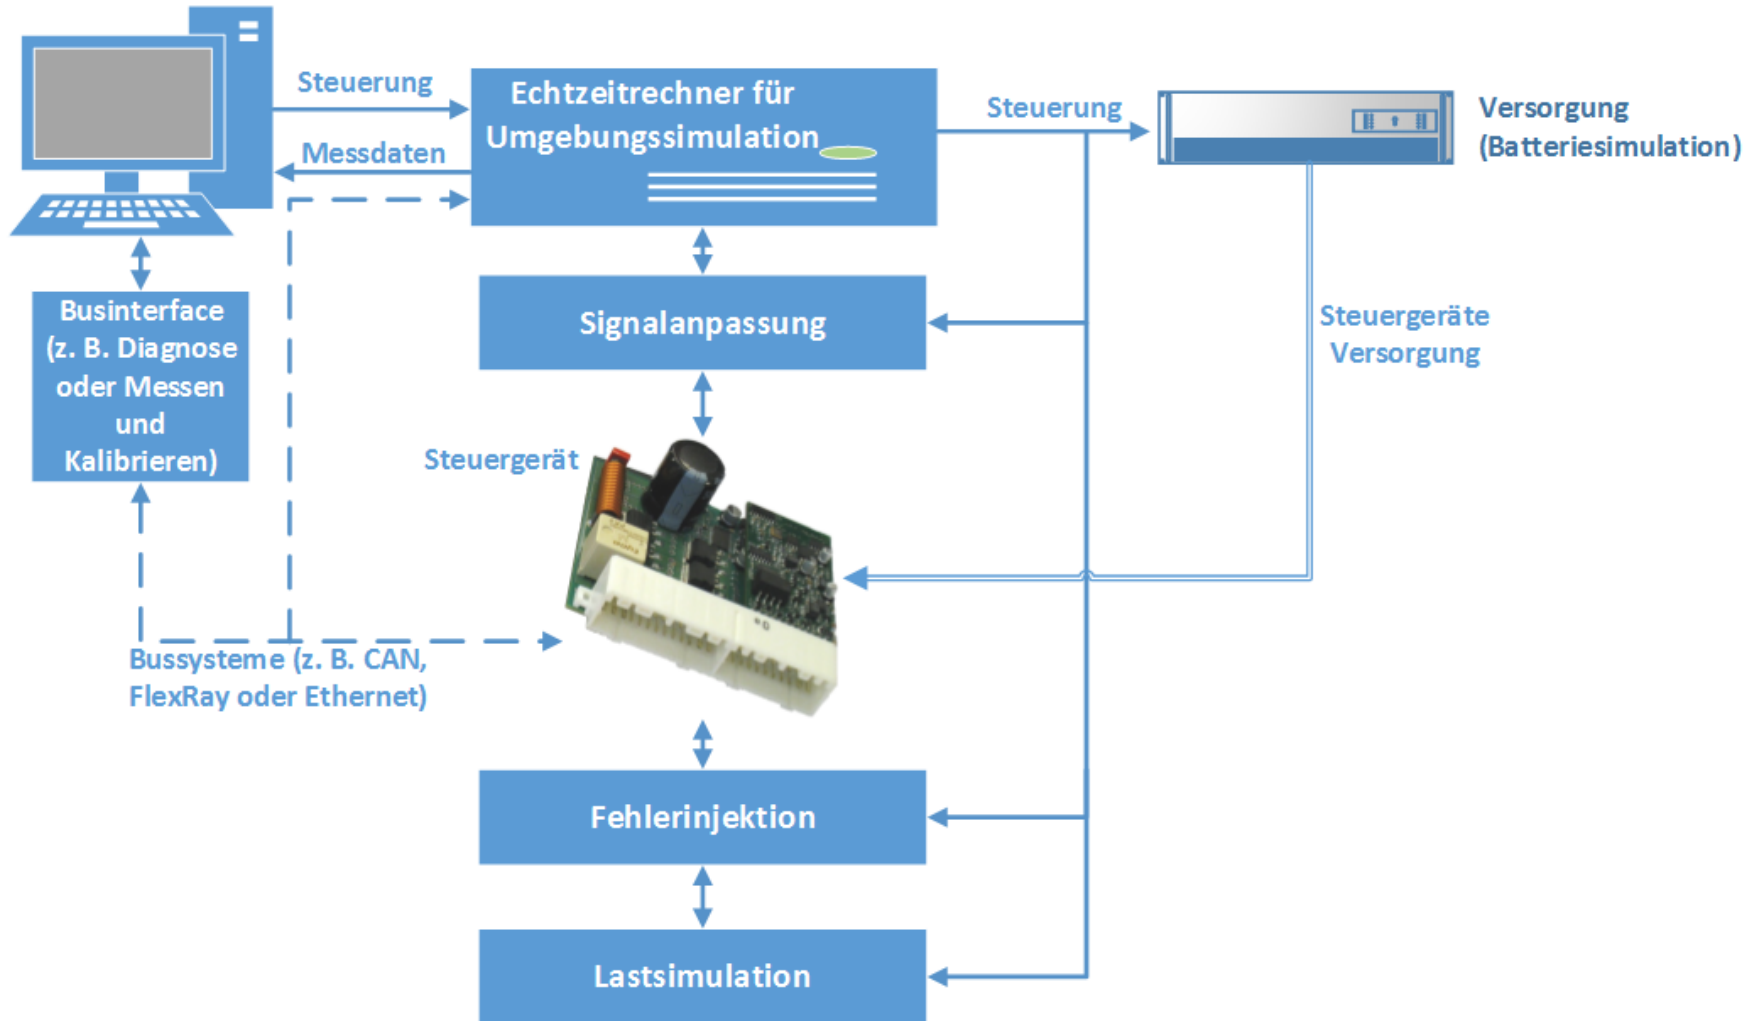 Steuerung
Messdaten
Echtzeitrechner für
Umgebungssimulation
Steuerung
Versorgung
(Batteriesimulation)
Businterface
(z. B. Diagnose
oder Messen
und
Kalibrieren)
Signalanpassung
Steuergeräte
Versorgung
Steuergerät
Bussysteme (z. B. CAN,
FlexRay oder Ethernet)
Fehlerinjektion
Lastsimulation